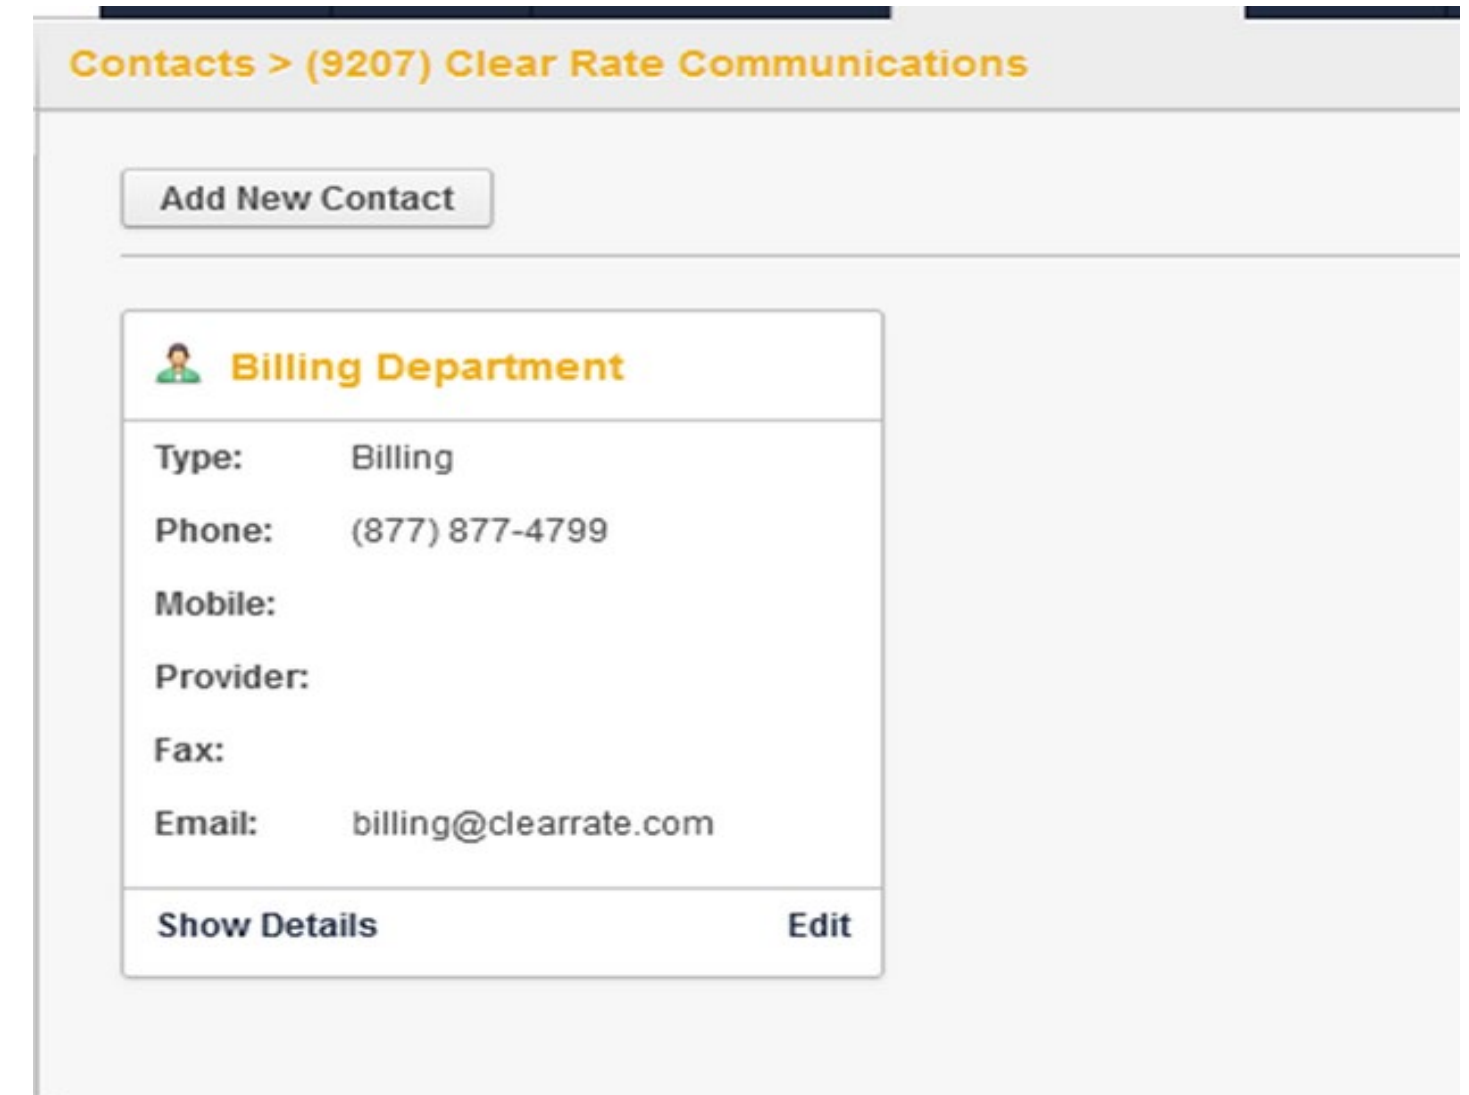 Contacts > (9207) Clear Rate Communications
Add New Contact
Billing Department
Type: Billing
Phone: (877) 877-4799
Mobile:
Provider:
Fax:
Email: billing@clearrate.com
Show Details Edit